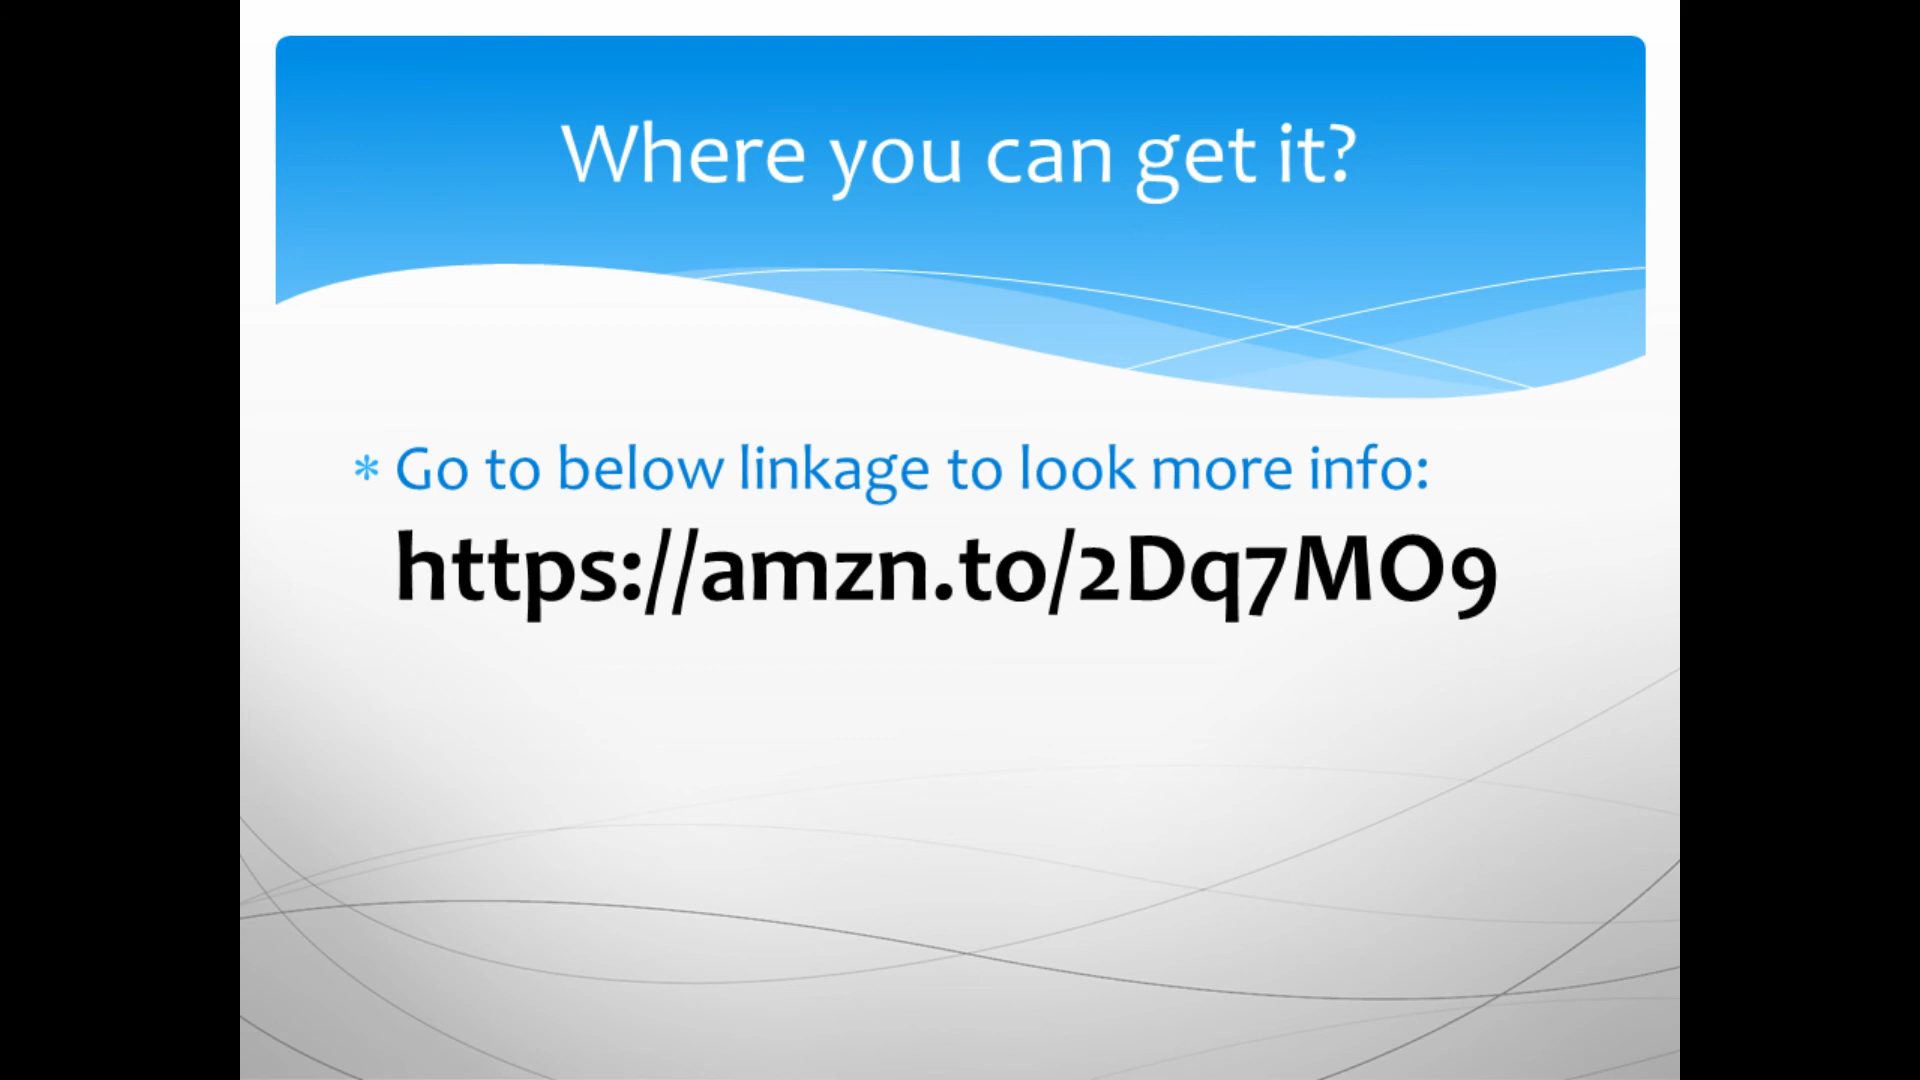 Where you can get it?
* Go to below linkage to look more info:
https://amzn.to/2Dq7MO9